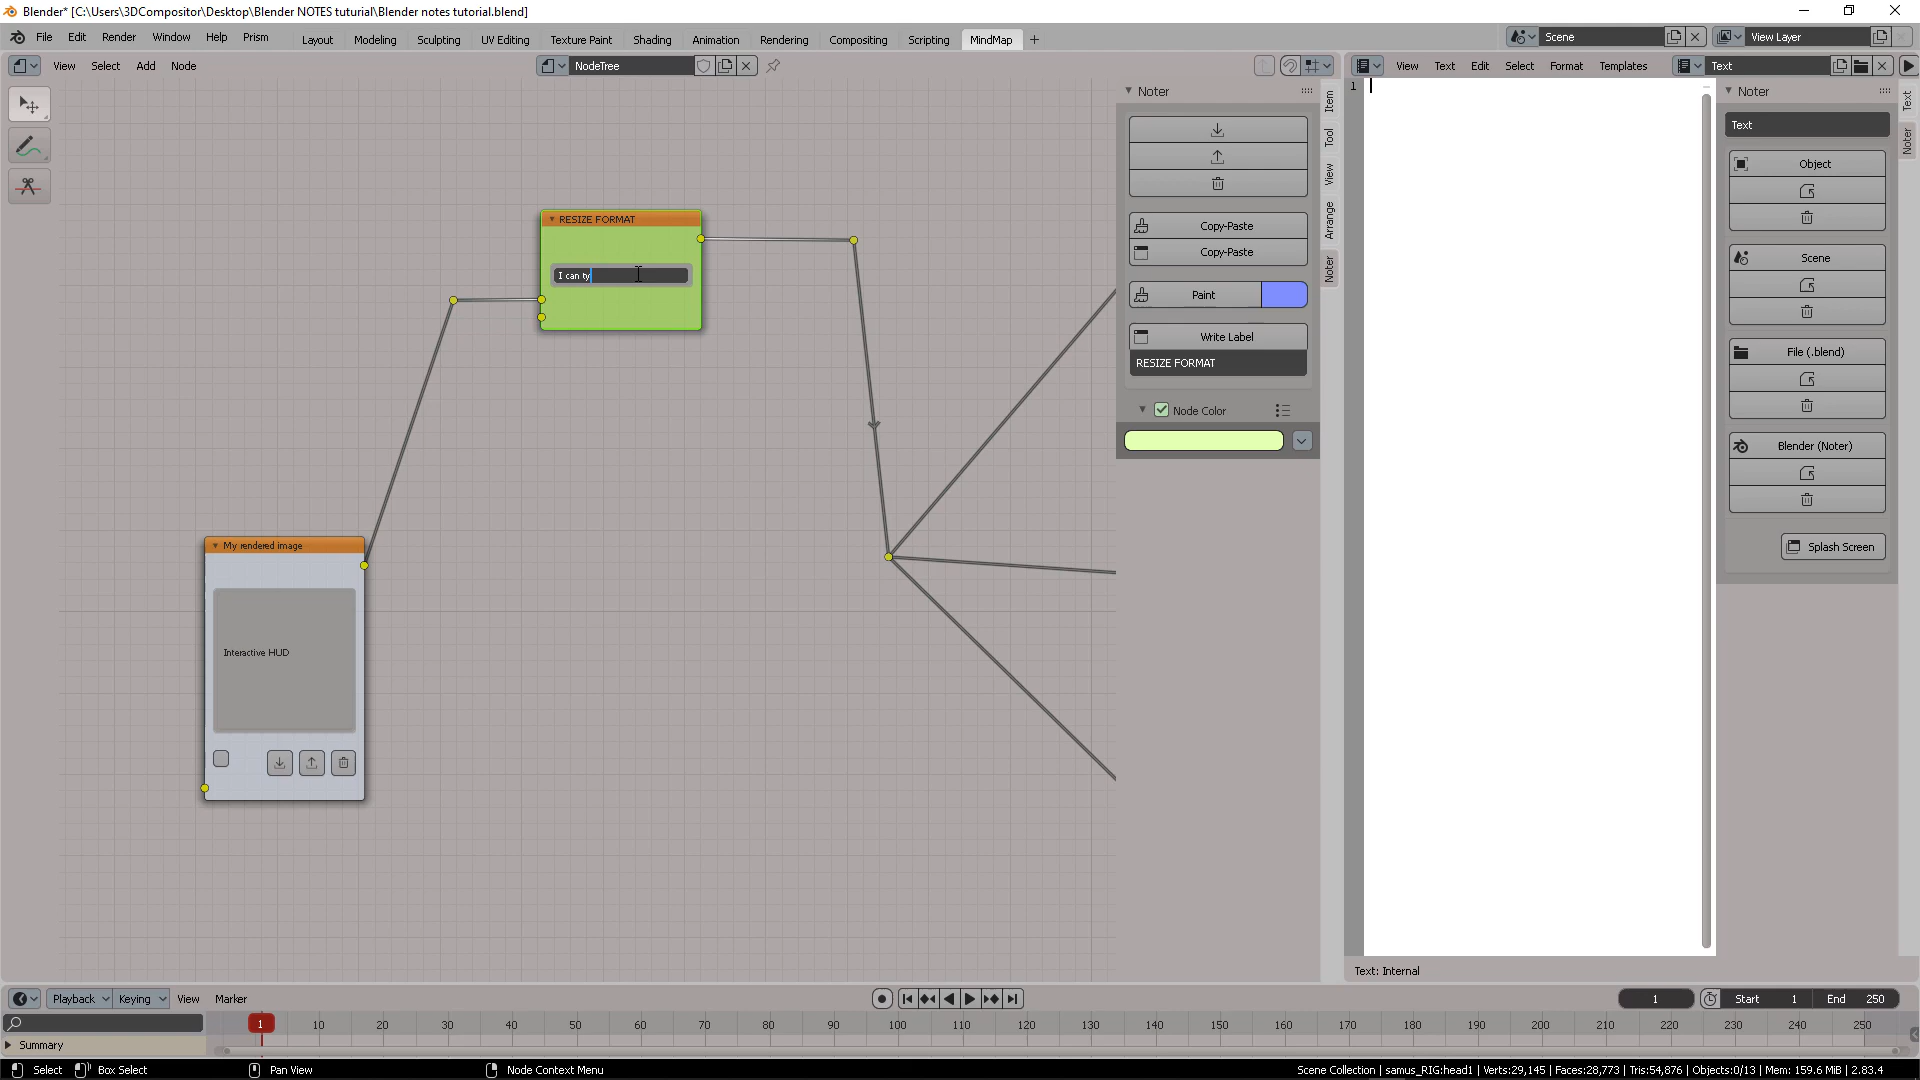 Blender* [C:\Users\3DCompositor\Desktop\Blender NOTES tuturial\Blender notes tutorial.blend]
File Edit Render Window Help Prism Layout Modeling Sculpting UV Editing Texture Paint Shading Animation Rendering Compositing Scripting MindMap + Scene View Layer
View Select Add Node NodeTree View Text Edit Select Format Templates Text
Noter
Item
Tool
View
Arrange
Noter
Copy-Paste
Copy-Paste
Paint
Write Label
RESIZE FORMAT
Node Color
RESIZE FORMAT
I can ty
My rendered image
Interactive HUD
1
Noter
Text
Object
Scene
File (.blend)
Blender (Noter)
Splash Screen
Text
Noter
Text: Internal
Playback Keying View Marker 1 Start 1 End 250
1 10 20 30 40 50 60 70 80 90 100 110 120 130 140 150 160 170 180 190 200 210 220 230 240 250
Summary
Select Box Select Pan View Node Context Menu Scene Collection | samus_RIG:head1 | Verts:29,145 | Faces:28,773 | Tris:54,876 | Objects:0/13 | Mem: 159.6 MiB | 2.83.4